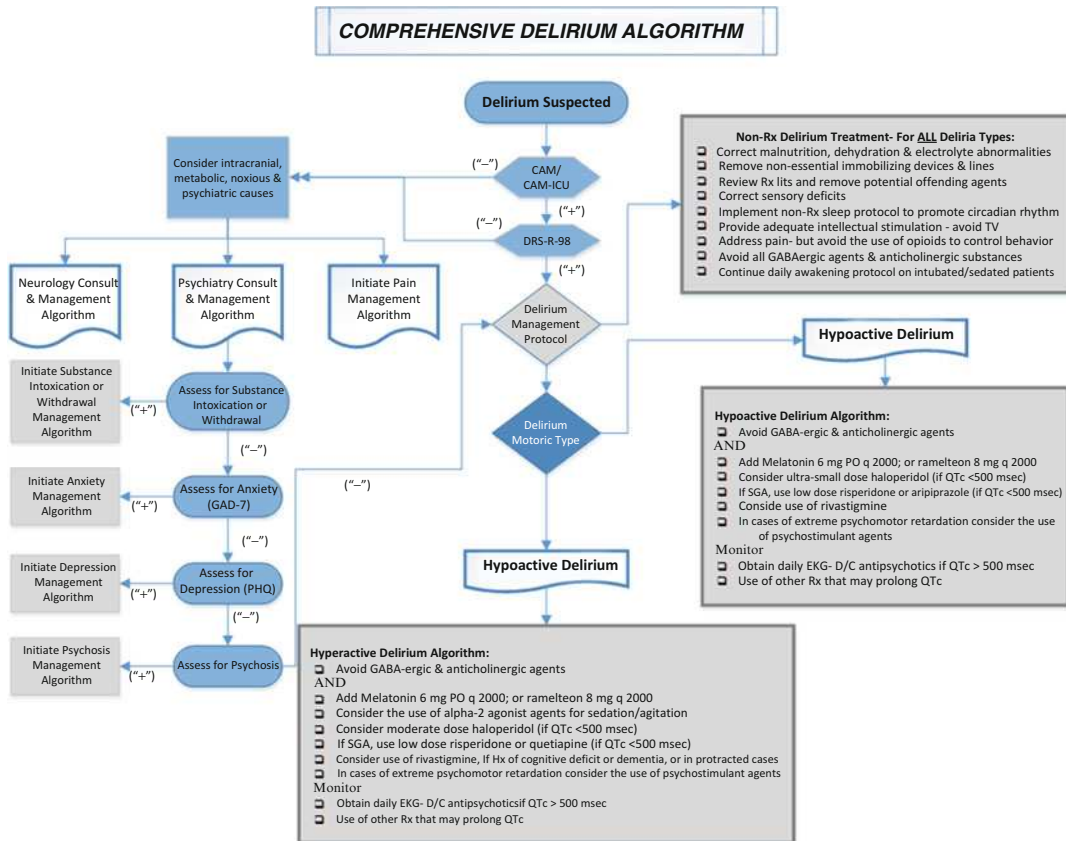 COMPREHENSIVE DELIRIUM ALGORITHM
Delirium Suspected
CAM/
CAM-ICU
(“–”)
(“+”)
DRS-R-98
(“–”)
(“+”)
Consider intracranial,
metabolic, noxious &
psychiatric causes
Neurology Consult
& Management
Algorithm
Psychiatry Consult
& Management
Algorithm
Initiate Pain
Management
Algorithm
Initiate Substance
Intoxication or
Withdrawal
Management
Algorithm
(“+”)
Assess for Substance
Intoxication or
Withdrawal
(“–”)
Initiate Anxiety
Management
Algorithm
(“+”)
Assess for Anxiety
(GAD-7)
(“–”)
Initiate Depression
Management
Algorithm
(“+”)
Assess for
Depression (PHQ)
(“–”)
Initiate Psychosis
Management
Algorithm
(“+”)
Assess for Psychosis
(“–”)
Delirium
Management
Protocol
Delirium
Motoric Type
Non-Rx Delirium Treatment- For ALL Deliria Types:
Correct malnutrition, dehydration & electrolyte abnormalities
Remove non-essential immobilizing devices & lines
Review Rx lits and remove potential offending agents
Correct sensory deficits
Implement non-Rx sleep protocol to promote circadian rhythm
Provide adequate intellectual stimulation - avoid TV
Address pain- but avoid the use of opioids to control behavior
Avoid all GABAergic agents & anticholinergic substances
Continue daily awakening protocol on intubated/sedated patients
Hypoactive Delirium
Hypoactive Delirium Algorithm:
Avoid GABA-ergic & anticholinergic agents
AND
Add Melatonin 6 mg PO q 2000; or ramelteon 8 mg q 2000
Consider ultra-small dose haloperidol (if QTc <500 msec)
If SGA, use low dose risperidone or aripiprazole (if QTc <500 msec)
Conside use of rivastigmine
In cases of extreme psychomotor retardation consider the use
of psychostimulant agents
Monitor
Obtain daily EKG- D/C antipsychotics if QTc > 500 msec
Use of other Rx that may prolong QTc
Hypoactive Delirium
Hyperactive Delirium Algorithm:
Avoid GABA-ergic & anticholinergic agents
AND
Add Melatonin 6 mg PO q 2000; or ramelteon 8 mg q 2000
Consider the use of alpha-2 agonist agents for sedation/agitation
Consider moderate dose haloperidol (if QTc <500 msec)
If SGA, use low dose risperidone or quetiapine (if QTc <500 msec)
Consider use of rivastigmine, If Hx of cognitive deficit or dementia, or in protracted cases
In cases of extreme psychomotor retardation consider the use of psychostimulant agents
Monitor
Obtain daily EKG- D/C antipsychoticsif QTc > 500 msec
Use of other Rx that may prolong QTc